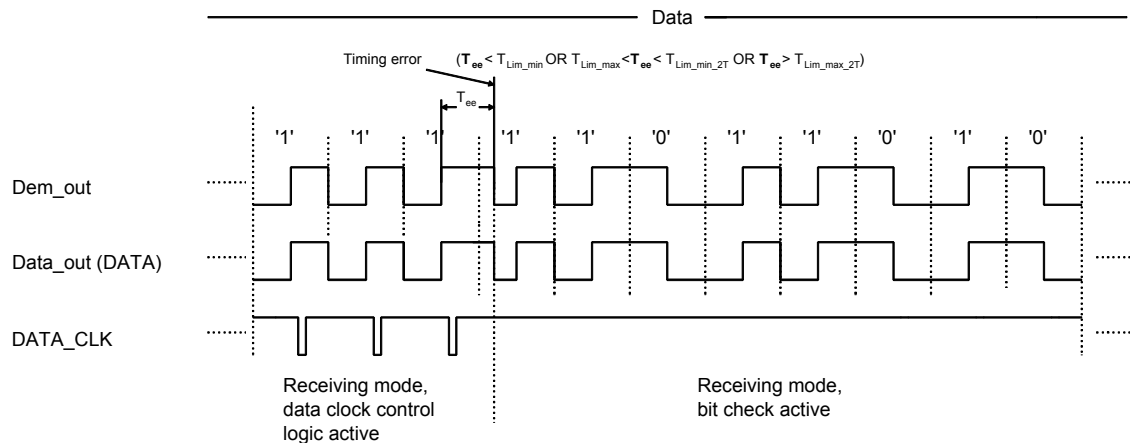 Data
Timing error (Tee < TLim_min OR TLim_max < Tee < TLim_min_2T OR Tee > TLim_max_2T)
Tee
'1' '1' '1' '1' '1' '0' '1' '1' '0' '1' '0'
Dem_out
Data_out (DATA)
DATA_CLK
Receiving mode,
data clock control
logic active
Receiving mode,
bit check active